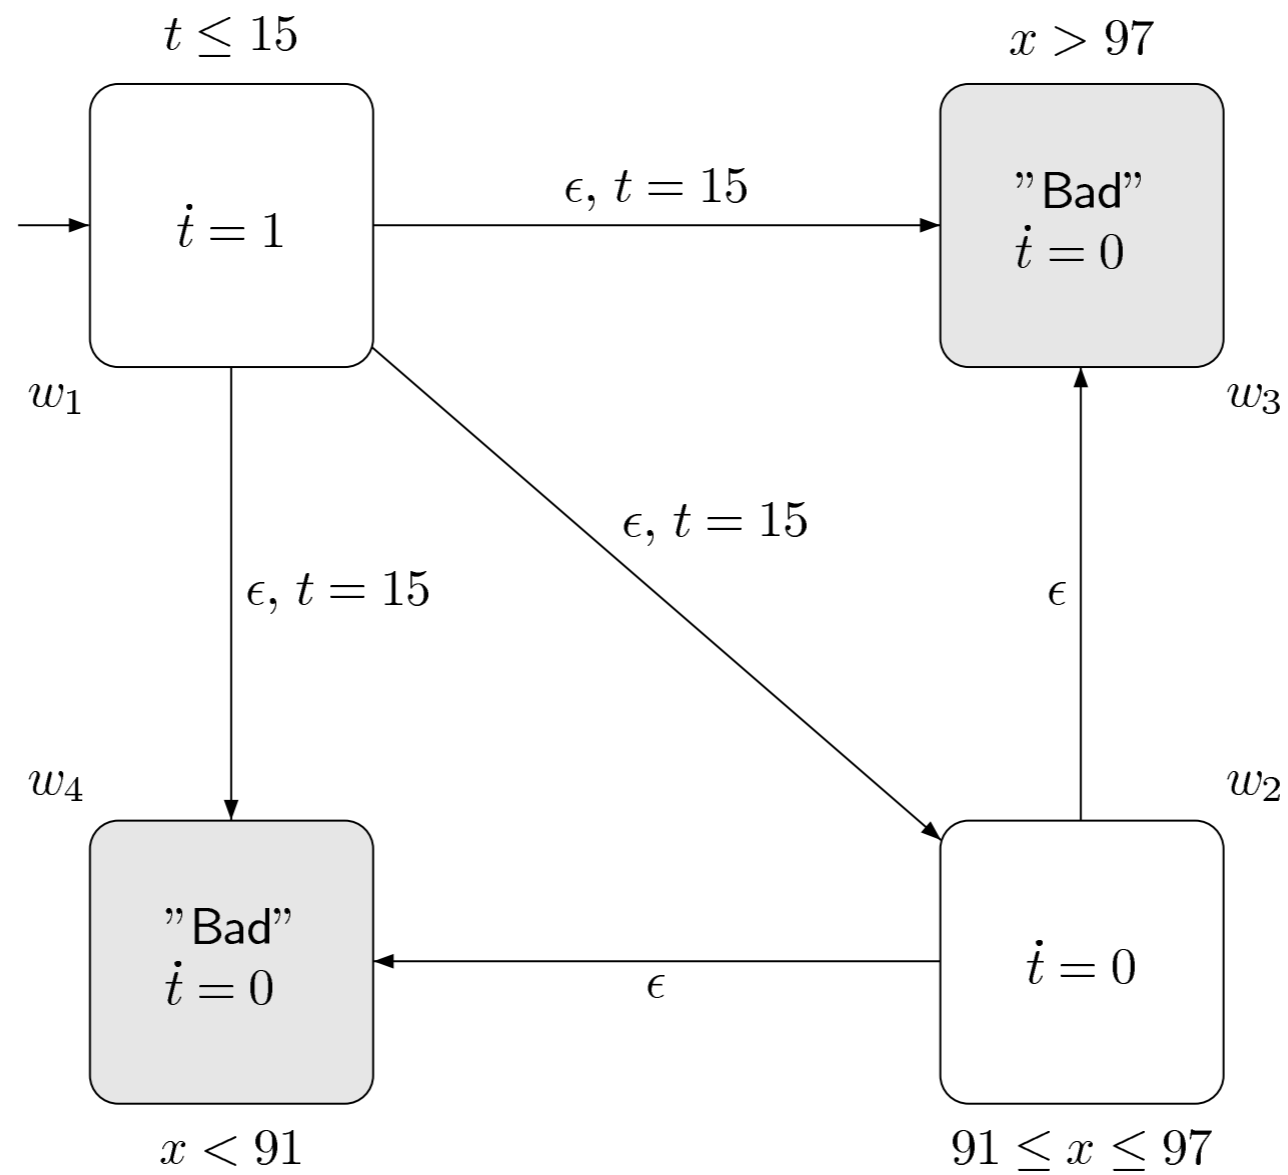 t ≤ 15
x > 97
ṫ = 1
ϵ, t = 15
”Bad”
ṫ = 0
w₁
w₃
ϵ, t = 15
ϵ, t = 15
ϵ
w₄
w₂
”Bad”
ṫ = 0
ϵ
ṫ = 0
x < 91
91 ≤ x ≤ 97